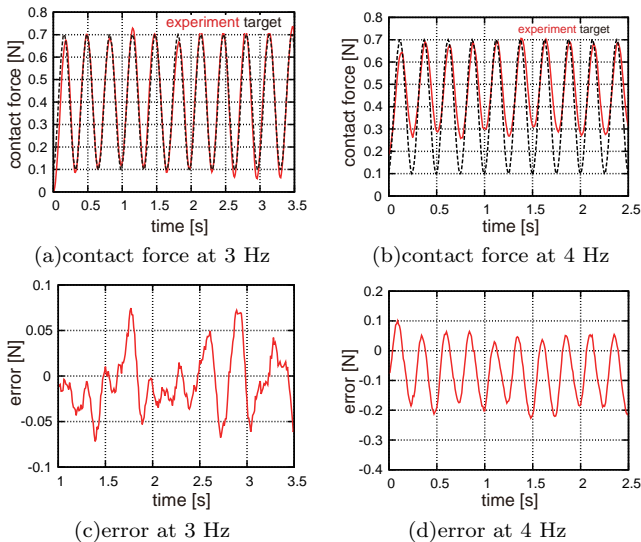 experiment target
0.8
0.7
0.6
0.5
0.4
0.3
0.2
0.1
0
contact force [N]
0 0.5 1 1.5 2 2.5 3 3.5
time [s]
(a)contact force at 3 Hz
experiment target
0.8
0.7
0.6
0.5
0.4
0.3
0.2
0.1
0
contact force [N]
0 0.5 1 1.5 2 2.5
time [s]
(b)contact force at 4 Hz
0.1
0.05
0
-0.05
-0.1
error [N]
1 1.5 2 2.5 3 3.5
time [s]
(c)error at 3 Hz
0.2
0.1
0
-0.1
-0.2
-0.3
-0.4
error [N]
0 0.5 1 1.5 2 2.5
time [s]
(d)error at 4 Hz